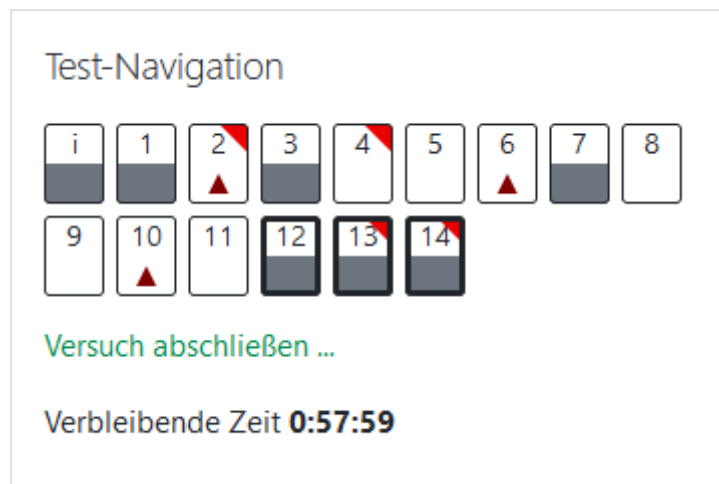 Test-Navigation
i 1 2 3 4 5 6 7 8
9 10 11 12 13 14
Versuch abschließen ...
Verbleibende Zeit 0:57:59